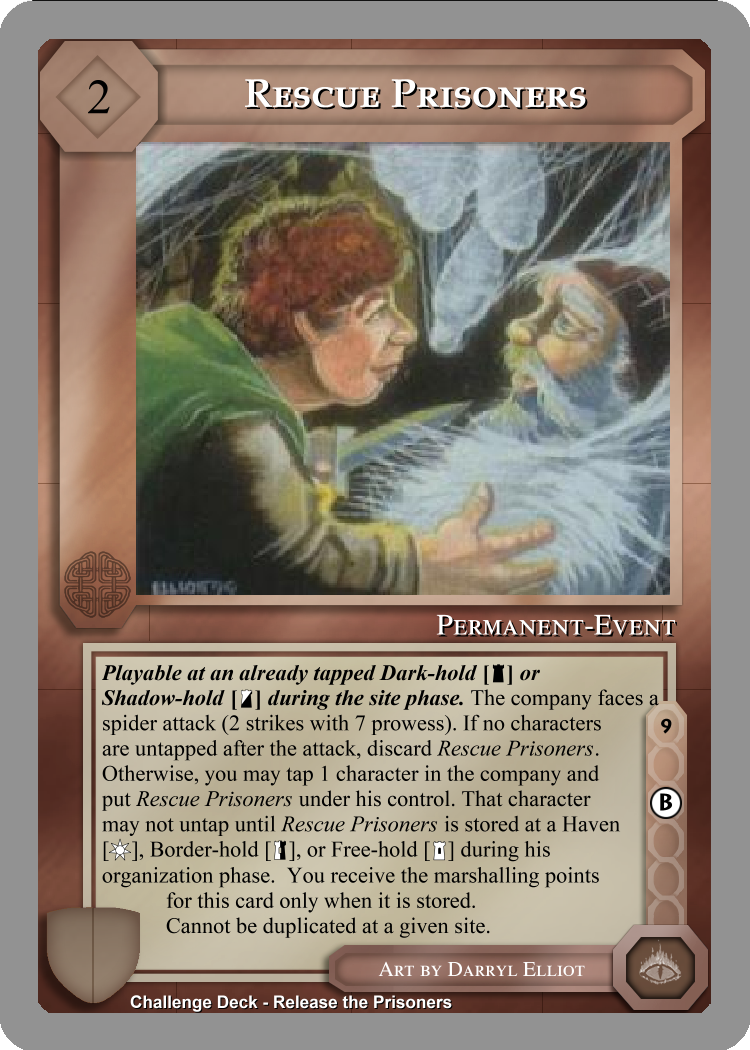 2
Rescue Prisoners
Permanent-Event
Playable at an already tapped Dark-hold [] or
Shadow-hold [] during the site phase. The company faces a
spider attack (2 strikes with 7 prowess). If no characters
are untapped after the attack, discard Rescue Prisoners.
Otherwise, you may tap 1 character in the company and
put Rescue Prisoners under his control. That character
may not untap until Rescue Prisoners is stored at a Haven
[], Border-hold [], or Free-hold [] during his
organization phase. You receive the marshalling points
for this card only when it is stored.
Cannot be duplicated at a given site.
9
B
Art by Darryl Elliot
Challenge Deck - Release the Prisoners